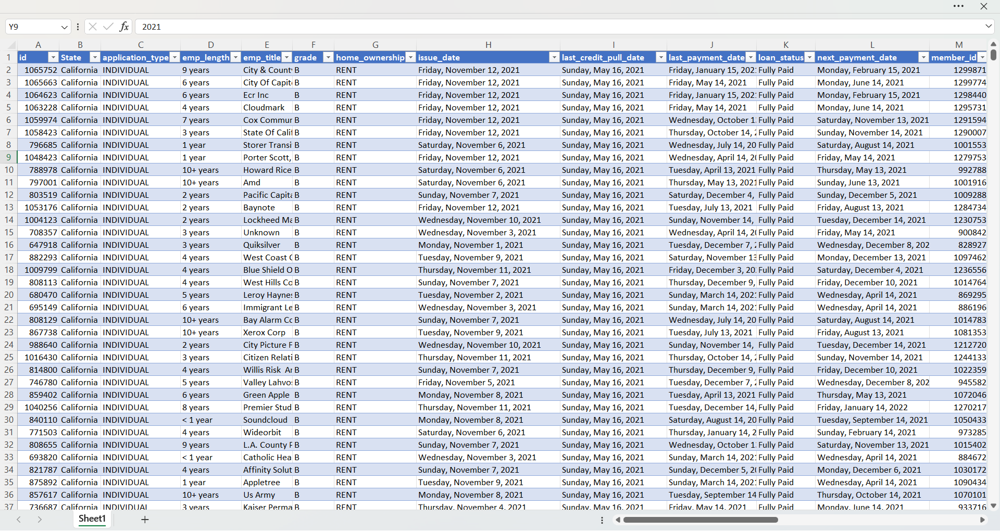 Y9 fx 2021
A B C D E F G H I J K L M
1 id State application_type emp_length emp_title grade home_ownership issue_date last_credit_pull_date last_payment_date loan_status next_payment_date member_id
2 1065752 California INDIVIDUAL 9 years City & Count B RENT Friday, November 12, 2021 Sunday, May 16, 2021 Friday, January 15, 202 Fully Paid Monday, February 15, 2021 1299871
3 1065663 California INDIVIDUAL 6 years City Of Capit B RENT Friday, November 12, 2021 Sunday, May 16, 2021 Friday, May 14, 2021 Fully Paid Monday, June 14, 2021 1299774
4 1064623 California INDIVIDUAL 6 years Ecr Inc B RENT Friday, November 12, 2021 Sunday, May 16, 2021 Friday, January 15, 202 Fully Paid Monday, February 15, 2021 1298440
5 1063228 California INDIVIDUAL 4 years Cloudmark B RENT Friday, November 12, 2021 Sunday, May 16, 2021 Friday, May 14, 2021 Fully Paid Monday, June 14, 2021 1295731
6 1059974 California INDIVIDUAL 7 years Cox Commur B RENT Friday, November 12, 2021 Sunday, May 16, 2021 Wednesday, October 1 Fully Paid Saturday, November 13, 2021 1291594
7 1058423 California INDIVIDUAL 3 years State Of Cali B RENT Friday, November 12, 2021 Sunday, May 16, 2021 Thursday, October 14, Fully Paid Sunday, November 14, 2021 1290007
8 796685 California INDIVIDUAL 1 year Storer Transi B RENT Saturday, November 6, 2021 Sunday, May 16, 2021 Wednesday, July 14, 20 Fully Paid Saturday, August 14, 2021 1001553
9 1048423 California INDIVIDUAL 1 year Porter Scott, B RENT Friday, November 12, 2021 Sunday, May 16, 2021 Wednesday, April 14, 2 Fully Paid Friday, May 14, 2021 1279753
10 788978 California INDIVIDUAL 10+ years Howard Rice B RENT Saturday, November 6, 2021 Sunday, May 16, 2021 Tuesday, April 13, 2021 Fully Paid Thursday, May 13, 2021 992788
11 797001 California INDIVIDUAL 10+ years Amd B RENT Saturday, November 6, 2021 Sunday, May 16, 2021 Thursday, May 13, 2021 Fully Paid Sunday, June 13, 2021 1001916
12 803519 California INDIVIDUAL 2 years Pacific Capit B RENT Sunday, November 7, 2021 Sunday, May 16, 2021 Saturday, December 4, Fully Paid Sunday, December 5, 2021 1009288
13 1053176 California INDIVIDUAL 2 years Baynote B RENT Friday, November 12, 2021 Sunday, May 16, 2021 Tuesday, July 13, 2021 Fully Paid Friday, August 13, 2021 1284734
14 1004123 California INDIVIDUAL 2 years Lockheed Ma B RENT Wednesday, November 10, 2021 Sunday, May 16, 2021 Sunday, November 14, Fully Paid Tuesday, December 14, 2021 1230753
15 708357 California INDIVIDUAL 3 years Unknown B RENT Wednesday, November 3, 2021 Sunday, May 16, 2021 Wednesday, April 14, 2 Fully Paid Friday, May 14, 2021 900842
16 647918 California INDIVIDUAL 3 years Quiksilver B RENT Monday, November 1, 2021 Sunday, May 16, 2021 Tuesday, December 7, Fully Paid Wednesday, December 8, 202 828927
17 882293 California INDIVIDUAL 4 years West Coast B RENT Tuesday, November 9, 2021 Sunday, May 16, 2021 Saturday, November 13 Fully Paid Monday, December 13, 2021 1097462
18 1009799 California INDIVIDUAL 4 years Blue Shield O B RENT Thursday, November 11, 2021 Sunday, May 16, 2021 Friday, December 3, 20 Fully Paid Saturday, December 4, 2021 1236556
19 808113 California INDIVIDUAL 4 years West Hills Co B RENT Sunday, November 7, 2021 Sunday, May 16, 2021 Thursday, December 9, Fully Paid Friday, December 10, 2021 1014764
20 680470 California INDIVIDUAL 5 years Leroy Haynes B RENT Tuesday, November 2, 2021 Sunday, May 16, 2021 Sunday, March 14, 202 Fully Paid Wednesday, April 14, 2021 869295
21 695149 California INDIVIDUAL 6 years Immigrant Le B RENT Wednesday, November 3, 2021 Sunday, May 16, 2021 Sunday, March 14, 202 Fully Paid Wednesday, April 14, 2021 886196
22 808129 California INDIVIDUAL 10+ years Bay Alarm Co B RENT Sunday, November 7, 2021 Sunday, May 16, 2021 Wednesday, July 14, 20 Fully Paid Saturday, August 14, 2021 1014783
23 867738 California INDIVIDUAL 10+ years Xerox Corp B RENT Tuesday, November 9, 2021 Sunday, May 16, 2021 Tuesday, July 13, 2021 Fully Paid Friday, August 13, 2021 1081353
24 988640 California INDIVIDUAL 2 years City Picture F B RENT Wednesday, November 10, 2021 Sunday, May 16, 2021 Sunday, November 14, Fully Paid Tuesday, December 14, 2021 1212720
25 1016430 California INDIVIDUAL 3 years Citizen Relati B RENT Thursday, November 11, 2021 Sunday, May 16, 2021 Thursday, October 14, Fully Paid Sunday, November 14, 2021 1244133
26 814800 California INDIVIDUAL 4 years Willis Risk Ar B RENT Sunday, November 7, 2021 Sunday, May 16, 2021 Thursday, December 9, Fully Paid Friday, December 10, 2021 1022359
27 746780 California INDIVIDUAL 5 years Valley Lahvos B RENT Friday, November 5, 2021 Sunday, May 16, 2021 Tuesday, December 7, Fully Paid Wednesday, December 8, 202 945582
28 859402 California INDIVIDUAL 6 years Green Apple B RENT Monday, November 8, 2021 Sunday, May 16, 2021 Tuesday, April 13, 2021 Fully Paid Thursday, May 13, 2021 1072046
29 1040256 California INDIVIDUAL 8 years Premier Stud B RENT Thursday, November 11, 2021 Sunday, May 16, 2021 Tuesday, December 14, Fully Paid Friday, January 14, 2022 1270217
30 840110 California INDIVIDUAL < 1 year Soundcloud B RENT Monday, November 8, 2021 Sunday, May 16, 2021 Saturday, August 14, 20 Fully Paid Tuesday, September 14, 2021 1050433
31 771503 California INDIVIDUAL 4 years Wideorbit B RENT Saturday, November 6, 2021 Sunday, May 16, 2021 Thursday, January 14, 2 Fully Paid Sunday, February 14, 2021 973285
32 808655 California INDIVIDUAL 9 years L.A. County F B RENT Sunday, November 7, 2021 Sunday, May 16, 2021 Wednesday, October 1 Fully Paid Saturday, November 13, 2021 1015402
33 693820 California INDIVIDUAL < 1 year Catholic Hea B RENT Wednesday, November 3, 2021 Sunday, May 16, 2021 Sunday, March 14, 202 Fully Paid Wednesday, April 14, 2021 884672
34 821787 California INDIVIDUAL 4 years Affinity Solut B RENT Sunday, November 7, 2021 Sunday, May 16, 2021 Sunday, December 5, 2 Fully Paid Monday, December 6, 2021 1030172
35 875892 California INDIVIDUAL 1 year Appletree B RENT Tuesday, November 9, 2021 Sunday, May 16, 2021 Sunday, March 14, 202 Fully Paid Wednesday, April 14, 2021 1090434
36 857617 California INDIVIDUAL 10+ years Us Army B RENT Monday, November 8, 2021 Sunday, May 16, 2021 Tuesday, September 14 Fully Paid Thursday, October 14, 2021 1070101
37 736687 California INDIVIDUAL 3 years Kaiser Perma B RENT Thursday, November 4, 2021 Sunday, May 16, 2021 Friday, May 14, 2021 Fully Paid Monday, June 14, 2021 933716
Sheet1